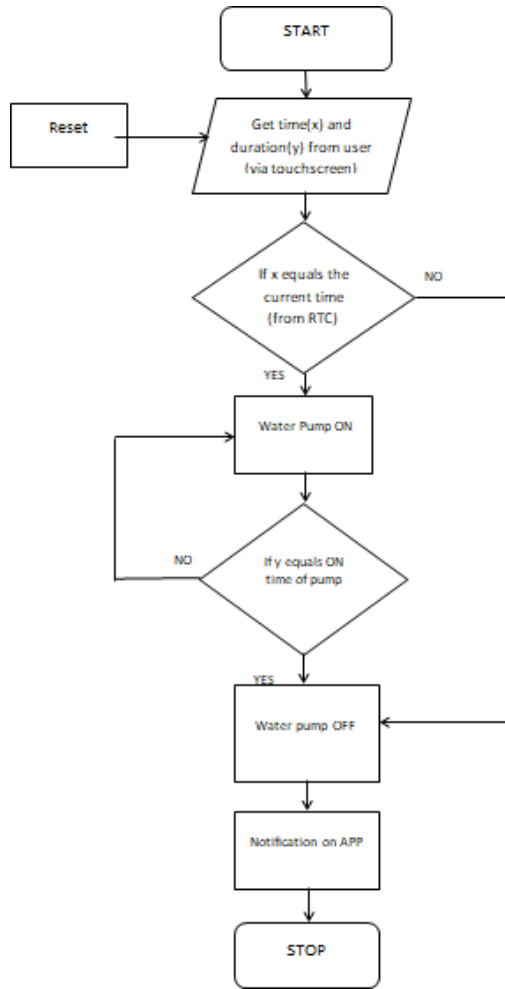 START
Reset
Get time(x) and
duration(y) from user
(via touchscreen)
If x equals the
current time
(from RTC)
NO
YES
Water Pump ON
If y equals ON
time of pump
NO
YES
Water pump OFF
Notification on APP
STOP